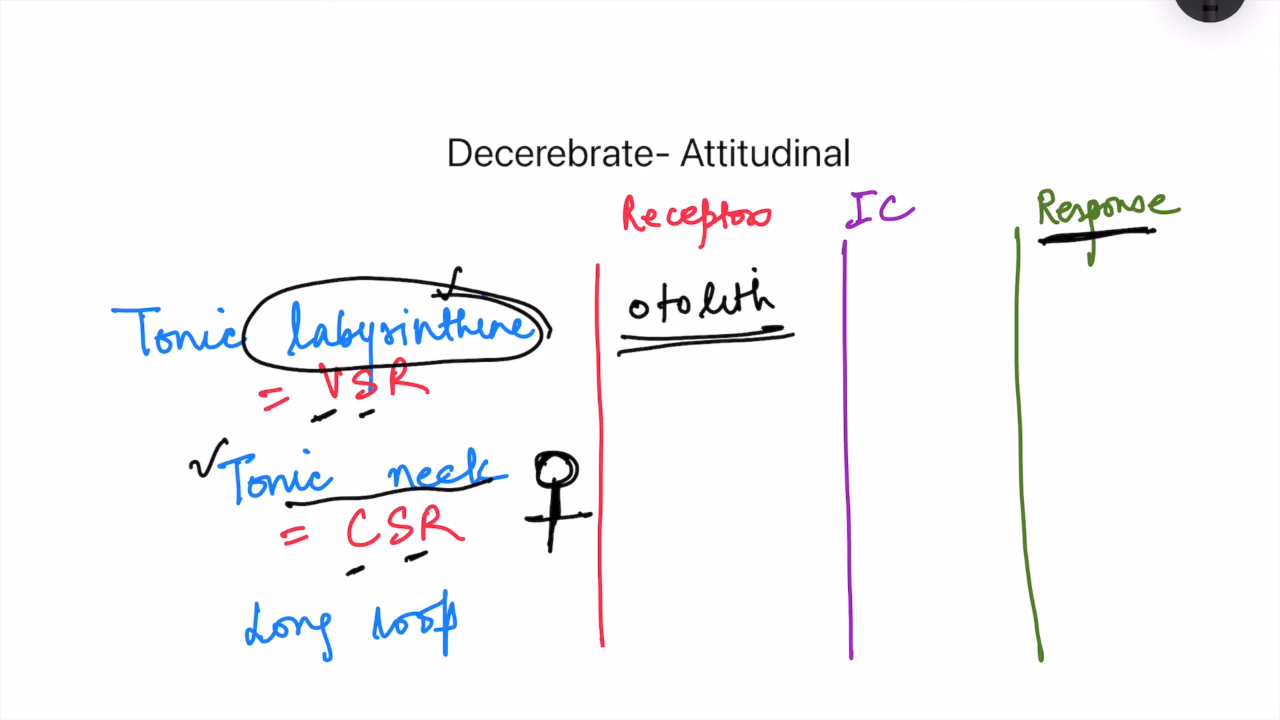 Decerebrate- Attitudinal
Receptors IC Response
Tonic labyrinthine otolith
= VSR
Tonic neck
= CSR
Long loop